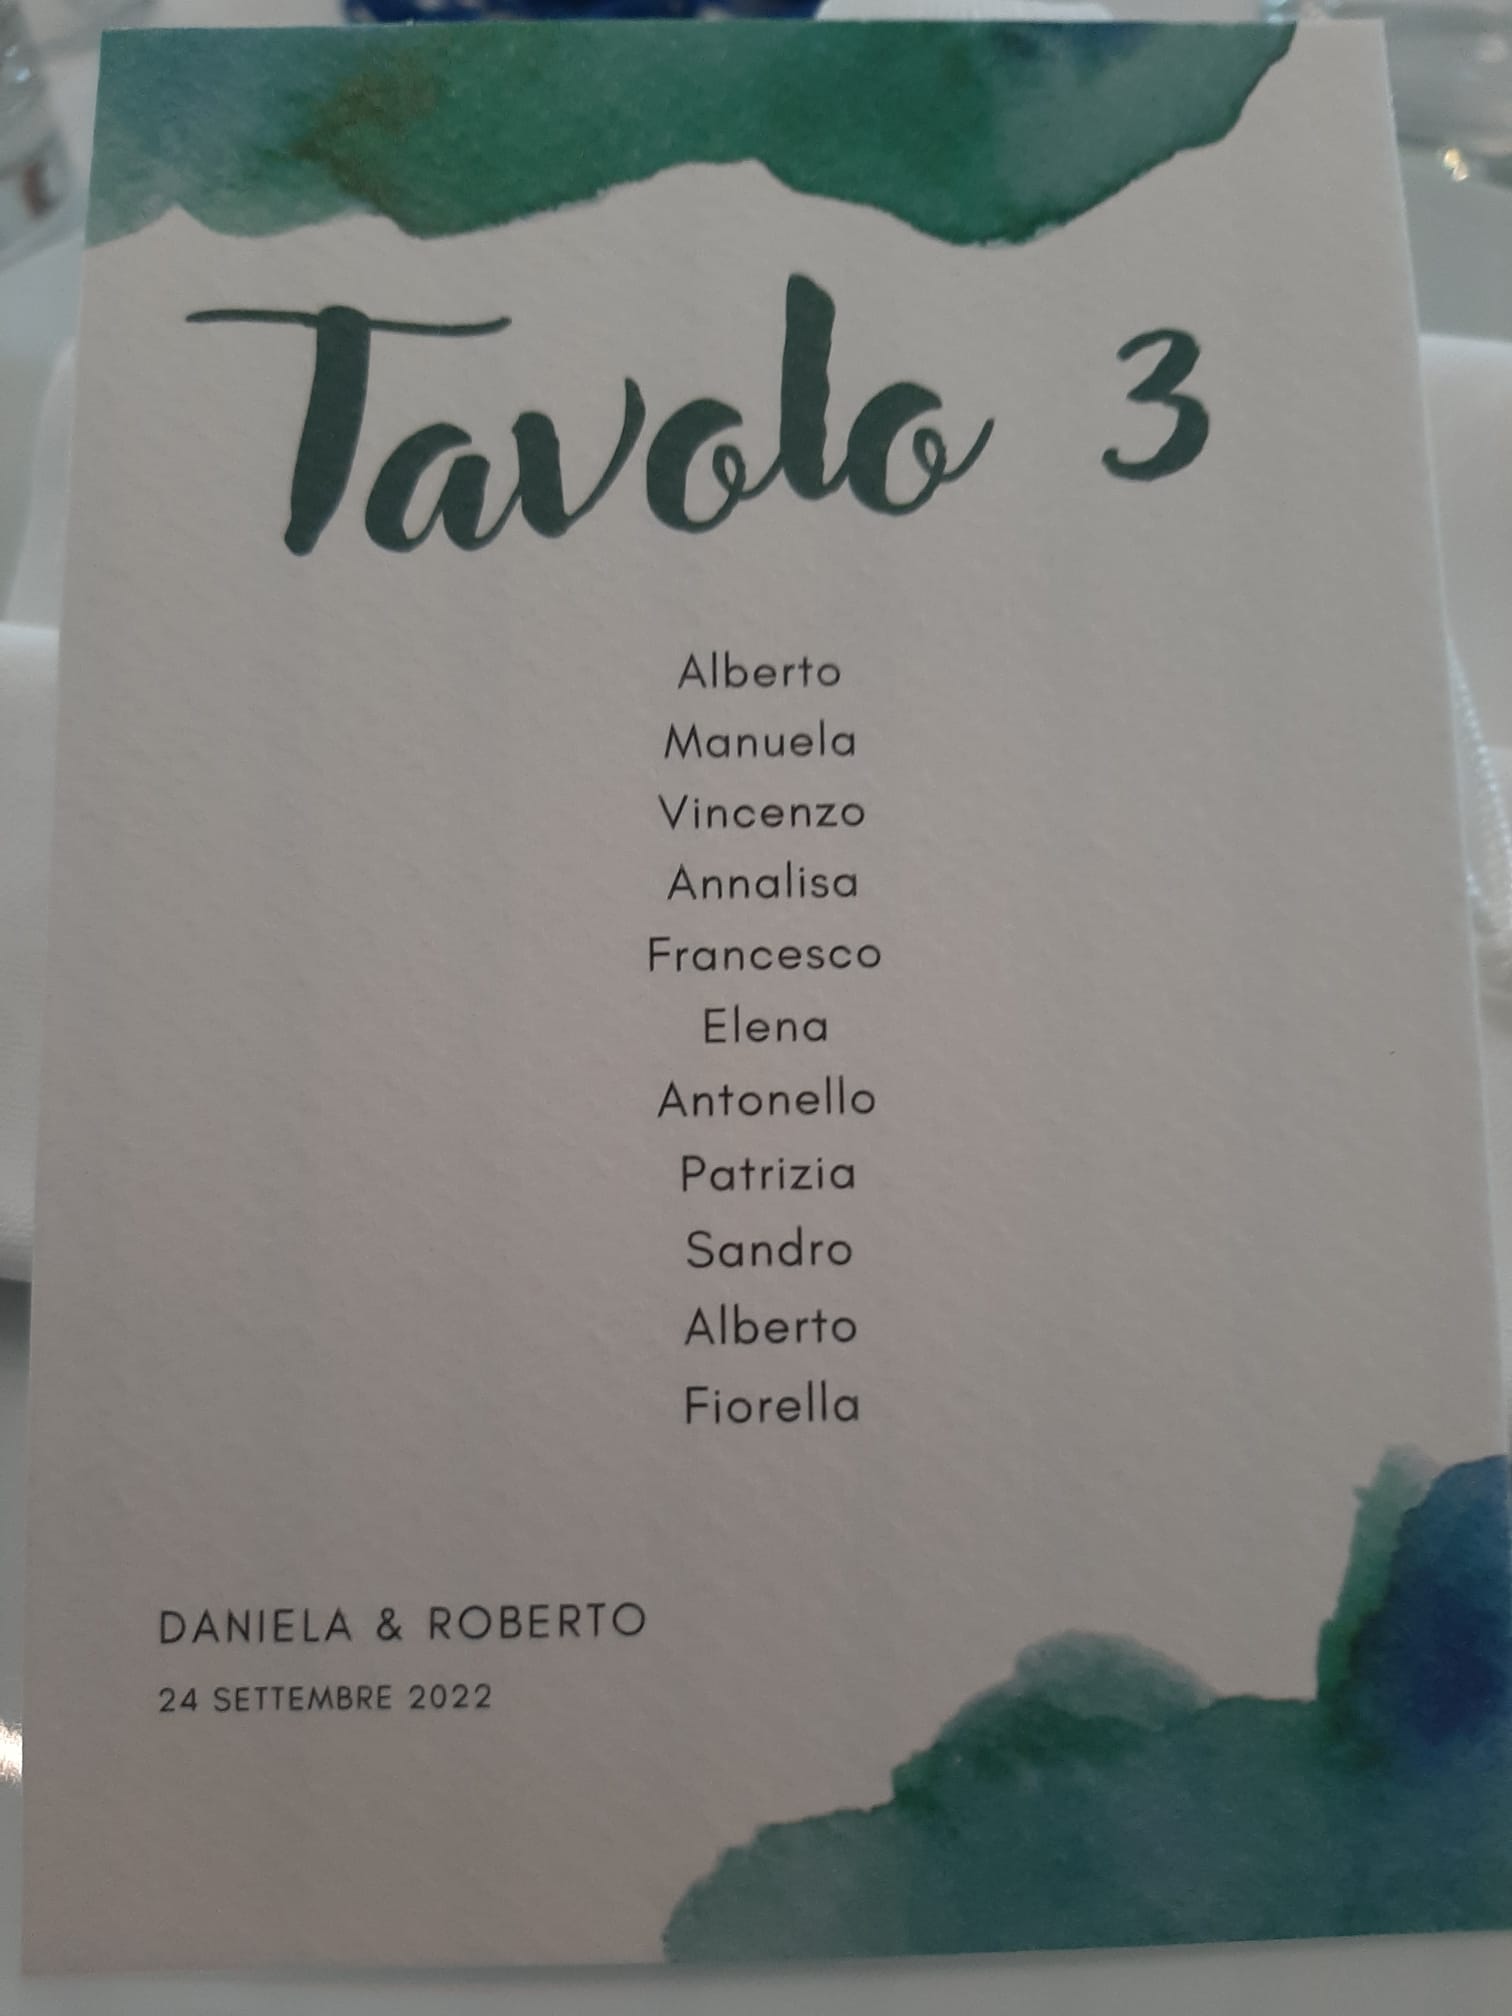 Tavolo 3
Alberto
Manuela
Vincenzo
Annalisa
Francesco
Elena
Antonello
Patrizia
Sandro
Alberto
Fiorella
DANIELA & ROBERTO
24 SETTEMBRE 2022